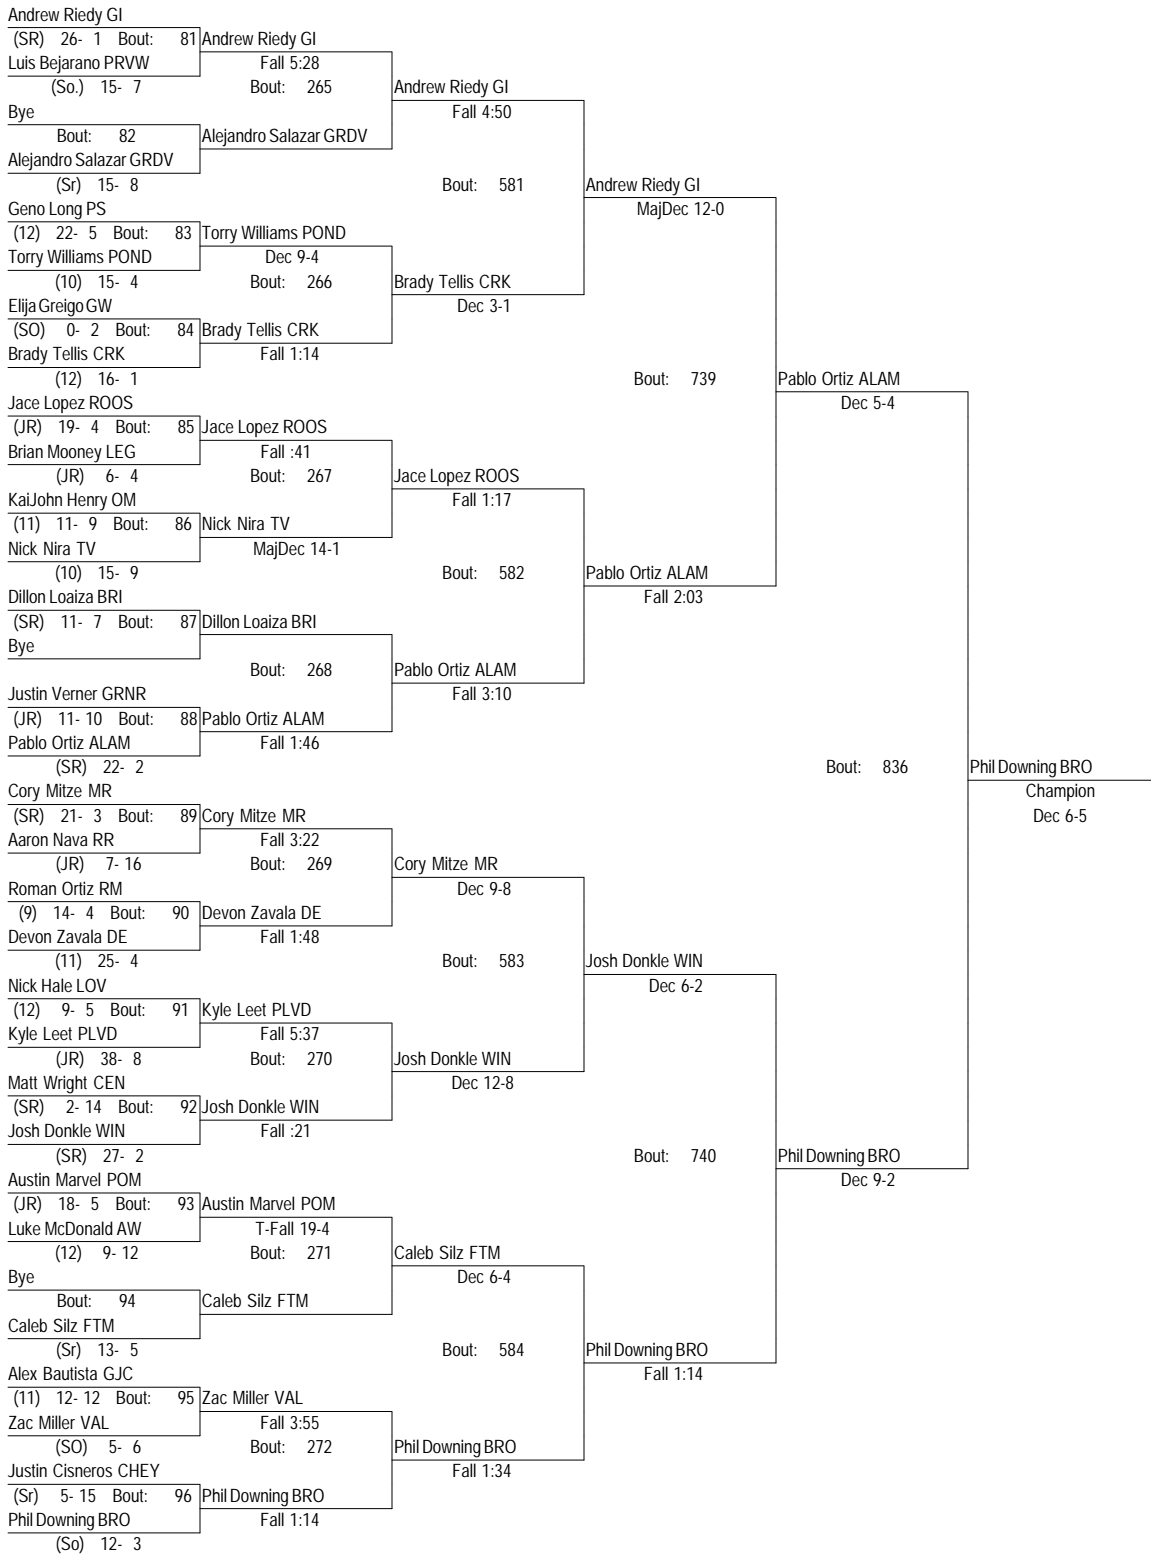 Andrew Riedy GI
(SR) 26- 1 Bout: 81 Andrew Riedy GI
Luis Bejarano PRVW Fall 5:28
(So.) 15- 7 Bout: 265 Andrew Riedy GI
Bye Fall 4:50
Bout: 82 Alejandro Salazar GRDV
Alejandro Salazar GRDV
(Sr) 15- 8 Bout: 581 Andrew Riedy GI
Geno Long PS MajDec 12-0
(12) 22- 5 Bout: 83 Torry Williams POND
Torry Williams POND Dec 9-4
(10) 15- 4 Bout: 266 Brady Tellis CRK
Elija Greigo GW Dec 3-1
(SO) 0- 2 Bout: 84 Brady Tellis CRK
Brady Tellis CRK Fall 1:14
(12) 16- 1 Bout: 739 Pablo Ortiz ALAM
Jace Lopez ROOS Dec 5-4
(JR) 19- 4 Bout: 85 Jace Lopez ROOS
Brian Mooney LEG Fall :41
(JR) 6- 4 Bout: 267 Jace Lopez ROOS
KaiJohn Henry OM Fall 1:17
(11) 11- 9 Bout: 86 Nick Nira TV
Nick Nira TV MajDec 14-1
(10) 15- 9 Bout: 582 Pablo Ortiz ALAM
Dillon Loaiza BRI Fall 2:03
(SR) 11- 7 Bout: 87 Dillon Loaiza BRI
Bye
Bout: 268 Pablo Ortiz ALAM
Justin Verner GRNR Fall 3:10
(JR) 11- 10 Bout: 88 Pablo Ortiz ALAM
Pablo Ortiz ALAM Fall 1:46
(SR) 22- 2 Bout: 836 Phil Downing BRO
Cory Mitze MR Champion
(SR) 21- 3 Bout: 89 Cory Mitze MR Dec 6-5
Aaron Nava RR Fall 3:22
(JR) 7- 16 Bout: 269 Cory Mitze MR
Roman Ortiz RM Dec 9-8
(9) 14- 4 Bout: 90 Devon Zavala DE
Devon Zavala DE Fall 1:48
(11) 25- 4 Bout: 583 Josh Donkle WIN
Nick Hale LOV Dec 6-2
(12) 9- 5 Bout: 91 Kyle Leet PLVD
Kyle Leet PLVD Fall 5:37
(JR) 38- 8 Bout: 270 Josh Donkle WIN
Matt Wright CEN Dec 12-8
(SR) 2- 14 Bout: 92 Josh Donkle WIN
Josh Donkle WIN Fall :21
(SR) 27- 2 Bout: 740 Phil Downing BRO
Austin Marvel POM Dec 9-2
(JR) 18- 5 Bout: 93 Austin Marvel POM
Luke McDonald AW T-Fall 19-4
(12) 9- 12 Bout: 271 Caleb Silz FTM
Bye Dec 6-4
Bout: 94 Caleb Silz FTM
Caleb Silz FTM
(Sr) 13- 5 Bout: 584 Phil Downing BRO
Alex Bautista GJC Fall 1:14
(11) 12- 12 Bout: 95 Zac Miller VAL
Zac Miller VAL Fall 3:55
(SO) 5- 6 Bout: 272 Phil Downing BRO
Justin Cisneros CHEY Fall 1:34
(Sr) 5- 15 Bout: 96 Phil Downing BRO
Phil Downing BRO Fall 1:14
(So) 12- 3